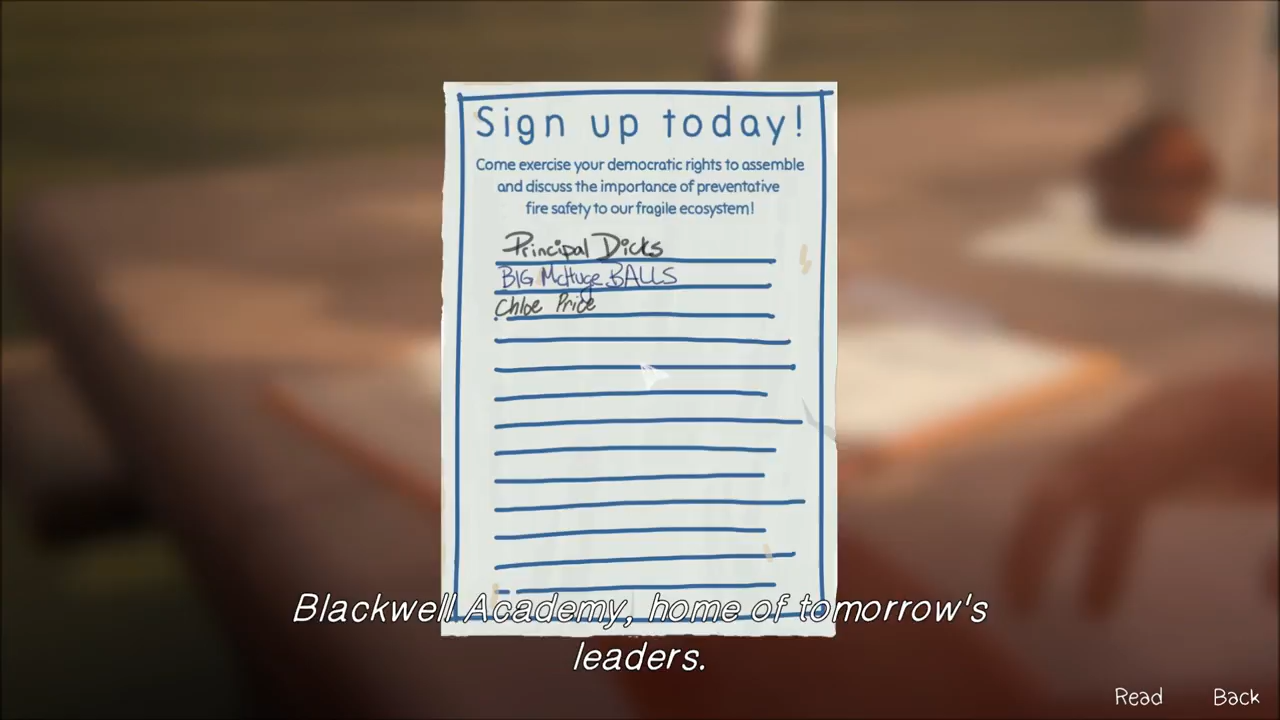 Sign up today!
Come exercise your democratic rights to assemble
and discuss the importance of preventative
fire safety to our fragile ecosystem!
Principal Dicks
BIG McHuge BALLS
Chloe Price
Blackwell Academy, home of tomorrow's
leaders.
Read Back